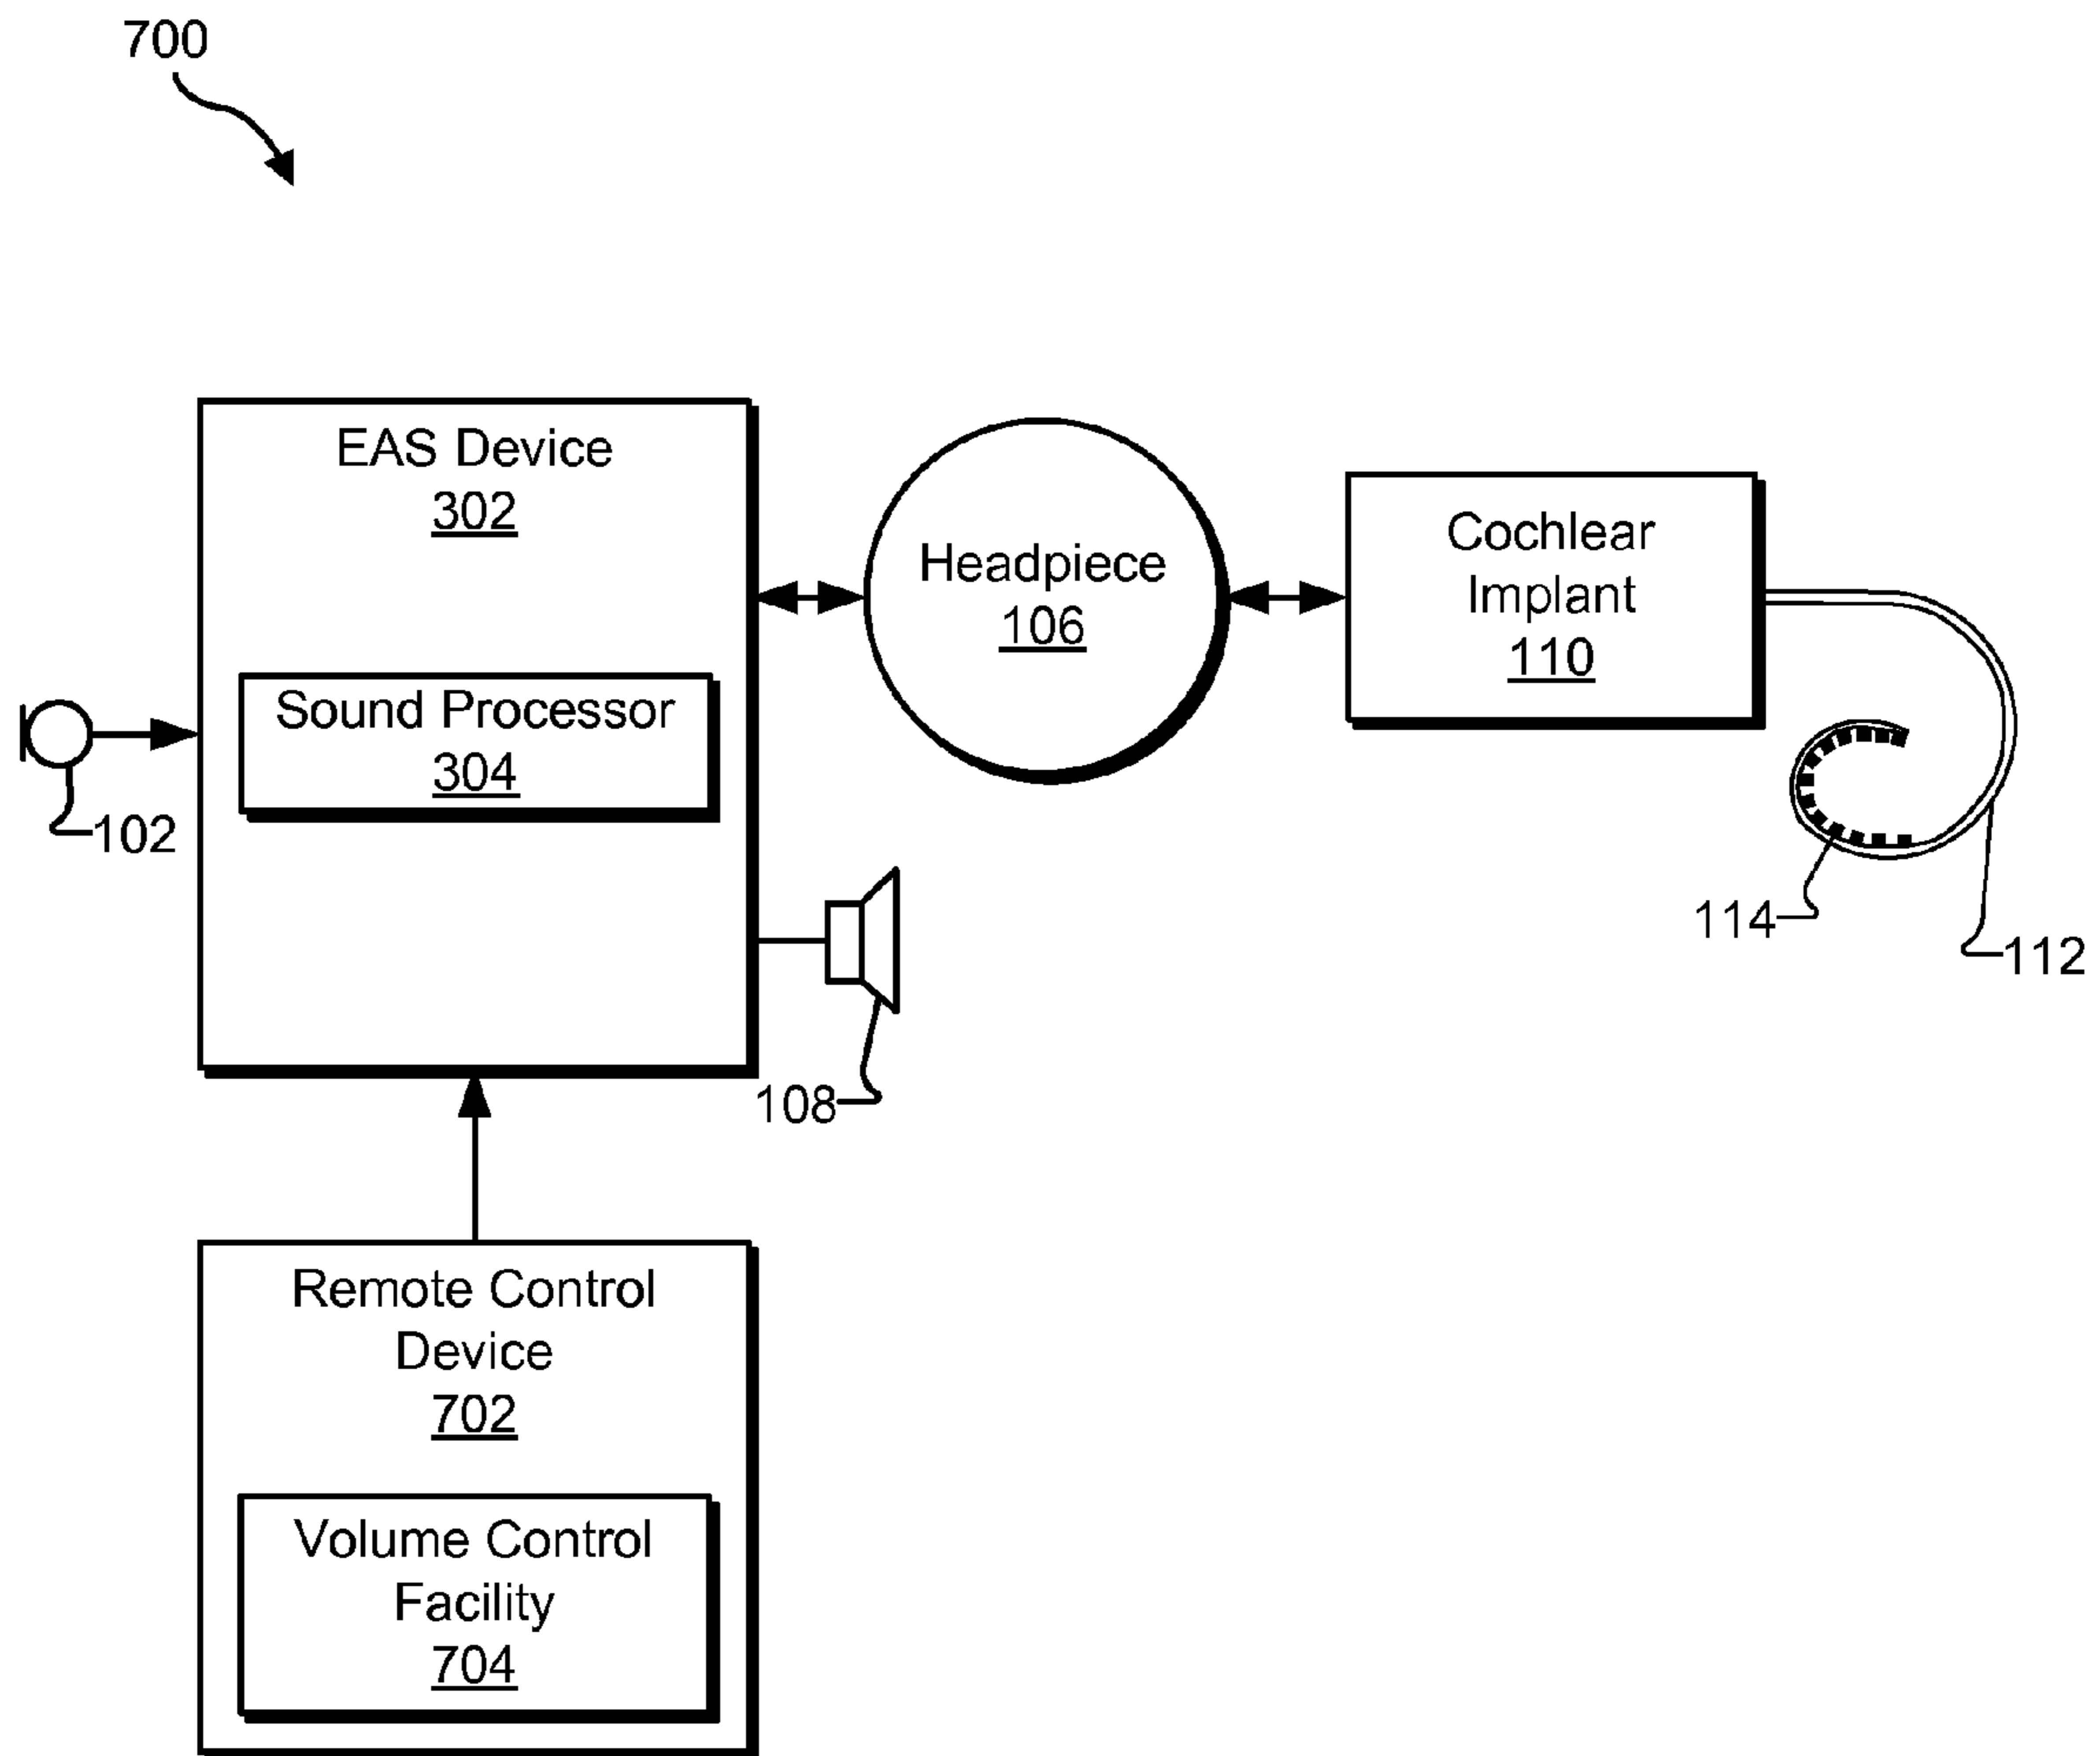 700
EAS Device
302
Sound Processor
304
Headpiece
106
Cochlear
Implant
110
102
114
112
108
Remote Control
Device
702
Volume Control
Facility
704